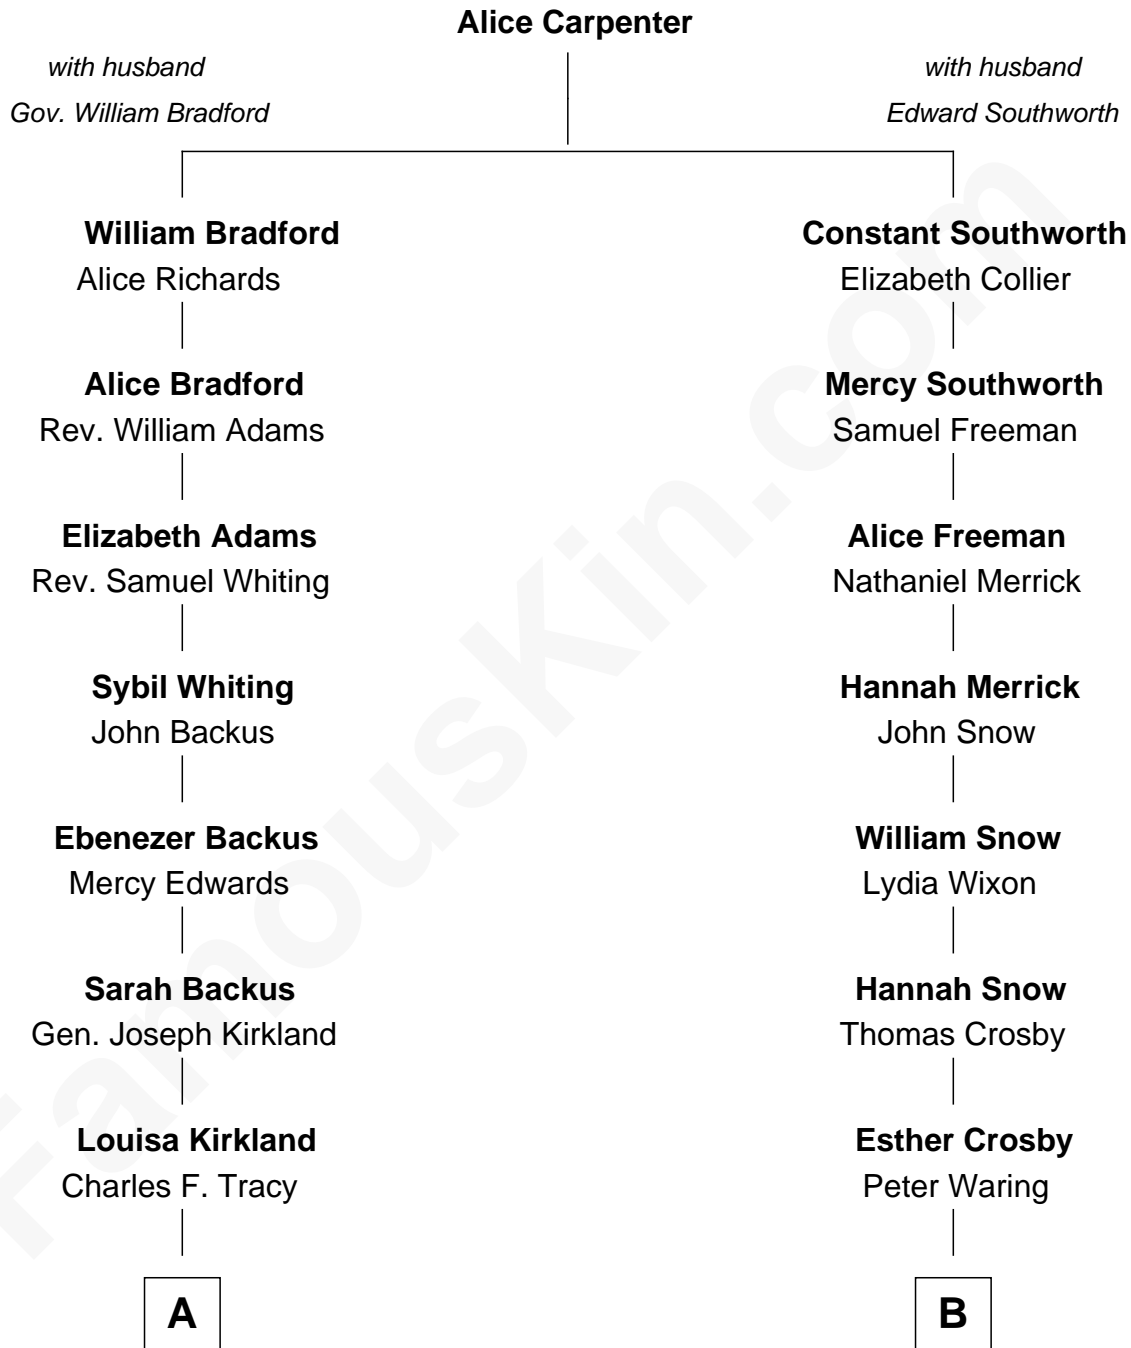 Alice Carpenter
with husband
Gov. William Bradford
with husband
Edward Southworth
William Bradford
Alice Richards
Constant Southworth
Elizabeth Collier
Alice Bradford
Rev. William Adams
Mercy Southworth
Samuel Freeman
Elizabeth Adams
Rev. Samuel Whiting
Alice Freeman
Nathaniel Merrick
Sybil Whiting
John Backus
Hannah Merrick
John Snow
Ebenezer Backus
Mercy Edwards
William Snow
Lydia Wixon
Sarah Backus
Gen. Joseph Kirkland
Hannah Snow
Thomas Crosby
Louisa Kirkland
Charles F. Tracy
Esther Crosby
Peter Waring
A
B
FamousKin.com